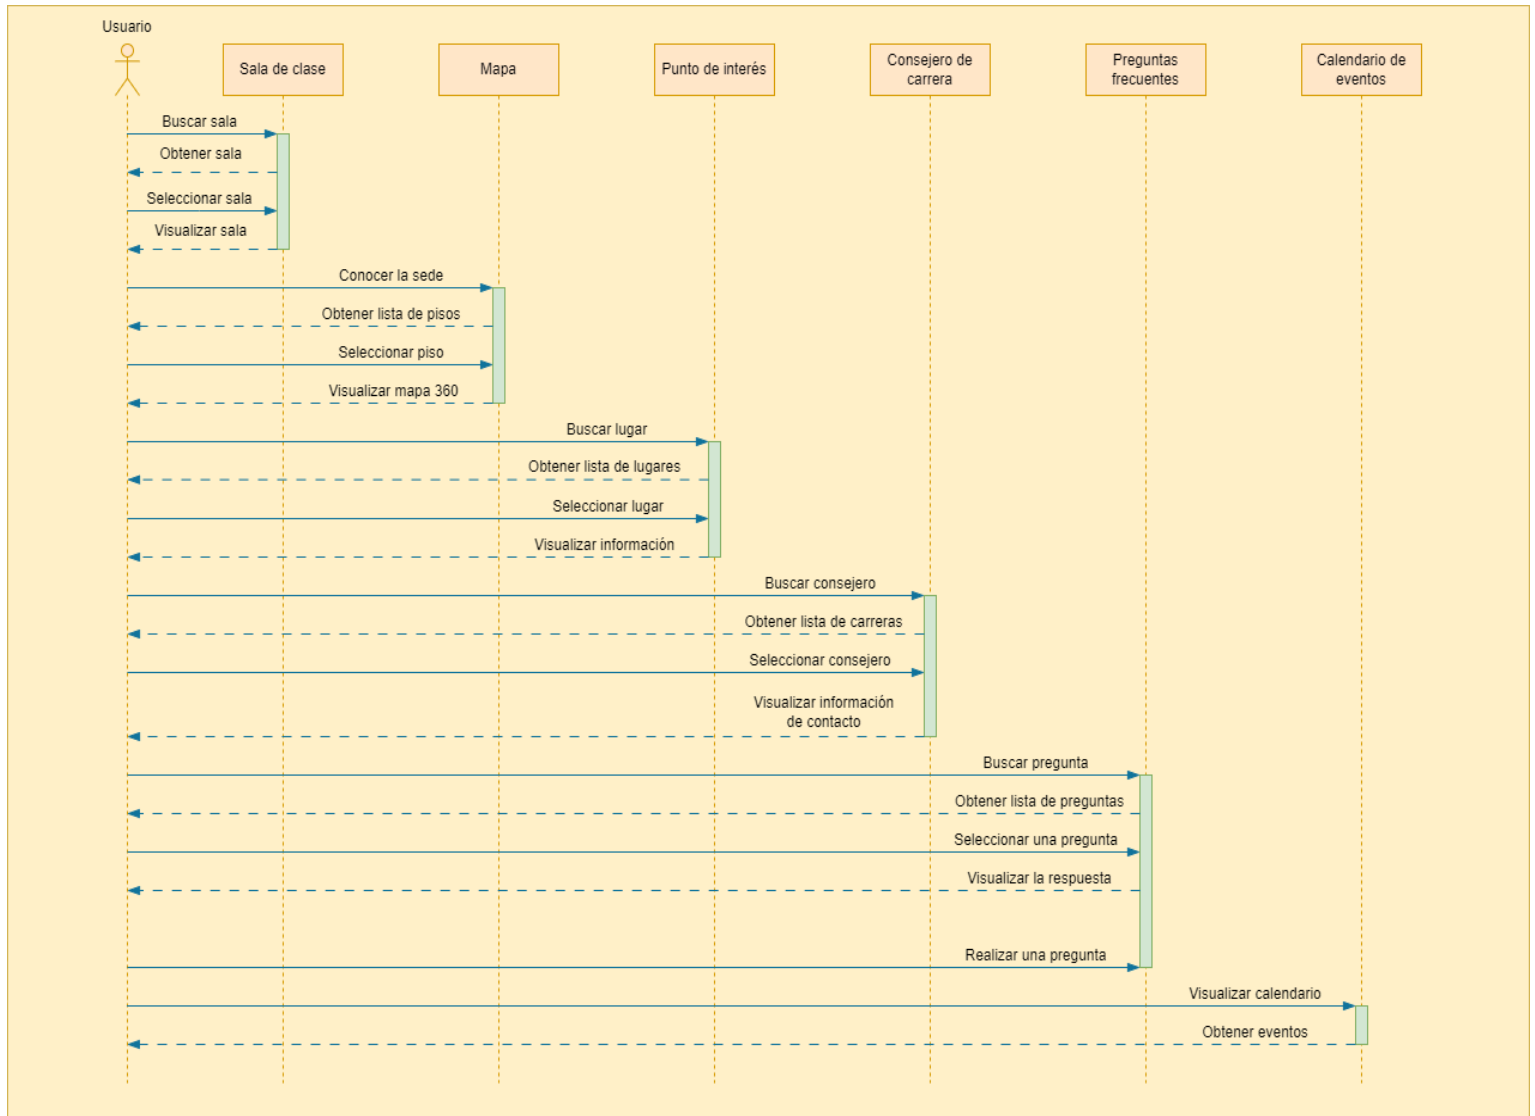 Usuario
Sala de clase
Mapa
Punto de interés
Consejero de
carrera
Preguntas
frecuentes
Calendario de
eventos
Buscar sala
Obtener sala
Seleccionar sala
Visualizar sala
Conocer la sede
Obtener lista de pisos
Seleccionar piso
Visualizar mapa 360
Buscar lugar
Obtener lista de lugares
Seleccionar lugar
Visualizar información
Buscar consejero
Obtener lista de carreras
Seleccionar consejero
Visualizar información
de contacto
Buscar pregunta
Obtener lista de preguntas
Seleccionar una pregunta
Visualizar la respuesta
Realizar una pregunta
Visualizar calendario
Obtener eventos